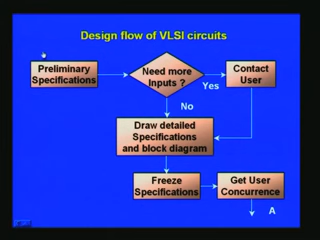 Design flow of VLSI circuits
Preliminary
Specifications
Need more
Inputs ?
Contact
User
Yes
No
Draw detailed
Specifications
and block diagram
Freeze
Specifications
Get User
Concurrence
A